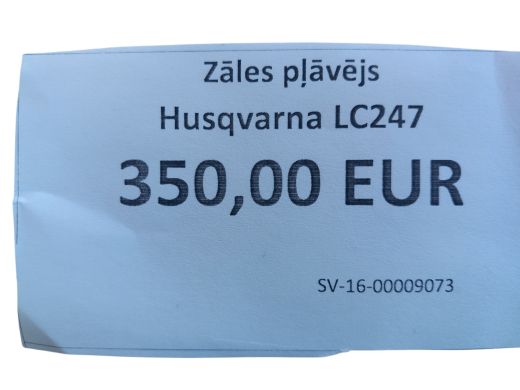 Zāles pļāvējs
Husqvarna LC247
350,00 EUR
SV-16-00009073